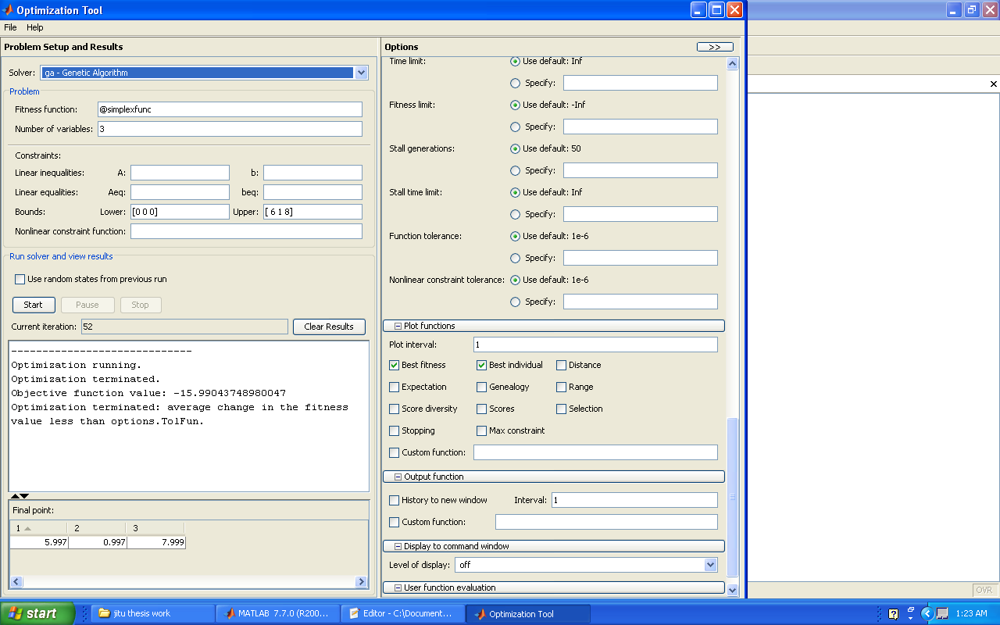 Optimization Tool
File Help
Problem Setup and Results
Solver: ga - Genetic Algorithm
Problem
Fitness function: @simplexfunc
Number of variables: 3
Constraints:
Linear inequalities: A: b:
Linear equalities: Aeq: beq:
Bounds: Lower: [0 0 0] Upper: [ 6 1 8]
Nonlinear constraint function:
Run solver and view results
Use random states from previous run
Start Pause Stop
Current iteration: 52 Clear Results
-----------------------------
Optimization running.
Optimization terminated.
Objective function value: -15.99043748980047
Optimization terminated: average change in the fitness
value less than options.TolFun.
Final point:
1 2 3
5.997 0.997 7.999
Options >>
Time limit: Use default: Inf
Specify:
Fitness limit: Use default: -Inf
Specify:
Stall generations: Use default: 50
Specify:
Stall time limit: Use default: Inf
Specify:
Function tolerance: Use default: 1e-6
Specify:
Nonlinear constraint tolerance: Use default: 1e-6
Specify:
Plot functions
Plot interval: 1
Best fitness Best individual Distance
Expectation Genealogy Range
Score diversity Scores Selection
Stopping Max constraint
Custom function:
Output function
History to new window Interval: 1
Custom function:
Display to command window
Level of display: off
User function evaluation
OVR
start jitu thesis work MATLAB 7.7.0 (R200... Editor - C:\Document... Optimization Tool 1:23 AM